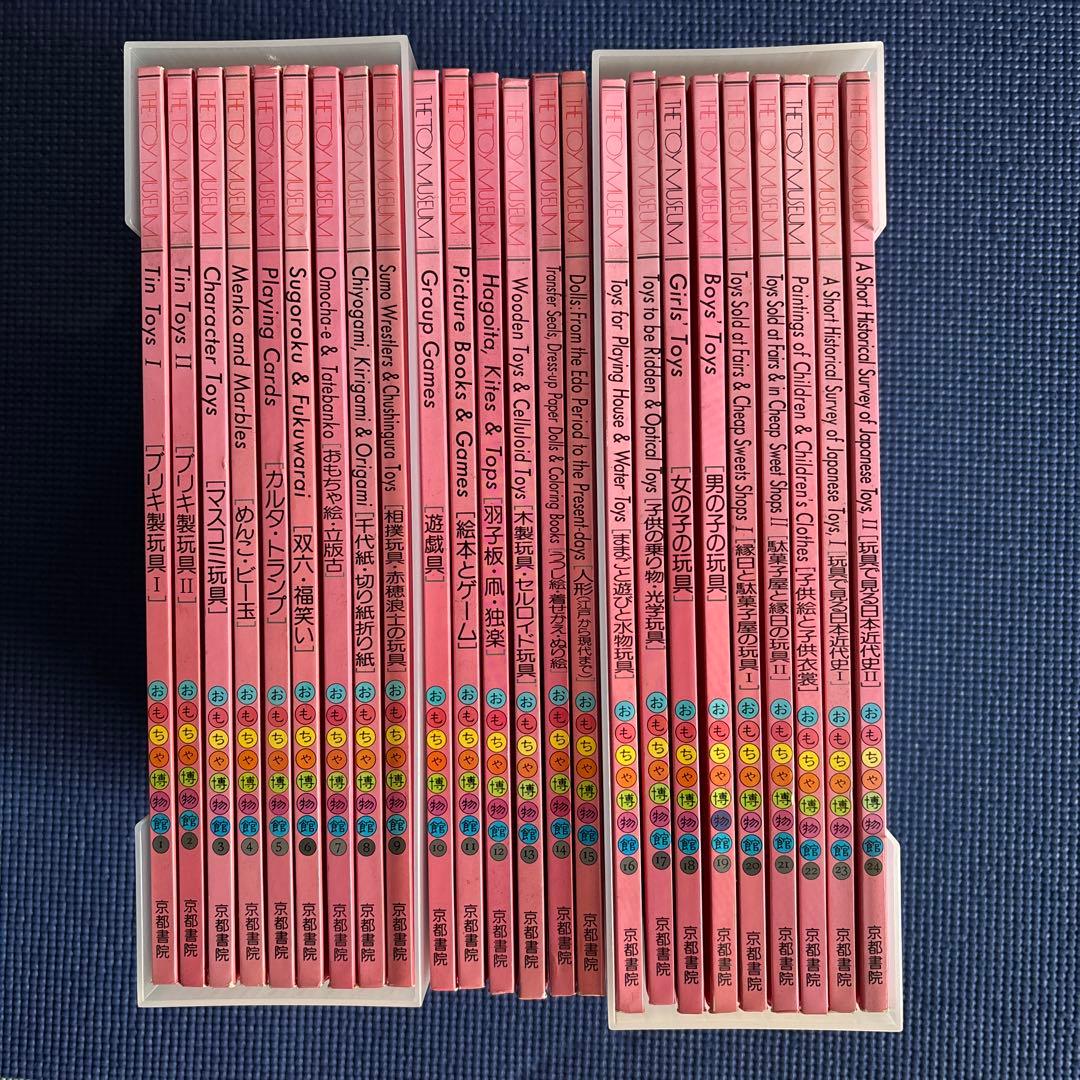 THE TOY MUSEUM Tin Toys I [ブリキ製玩具 I] おもちゃ博物館 1 京都書院
THE TOY MUSEUM Tin Toys II [ブリキ製玩具 II] おもちゃ博物館 2 京都書院
THE TOY MUSEUM Character Toys [マスコミ玩具] おもちゃ博物館 3 京都書院
THE TOY MUSEUM Menko and Marbles [めんこ・ビー玉] おもちゃ博物館 4 京都書院
THE TOY MUSEUM Playing Cards [カルタ・トランプ] おもちゃ博物館 5 京都書院
THE TOY MUSEUM Sugoroku & Fukuwarai [双六・福笑い] おもちゃ博物館 6 京都書院
THE TOY MUSEUM Omocha-e & Tatebanko [おもちゃ絵・立版古] おもちゃ博物館 7 京都書院
THE TOY MUSEUM Chiyogami, Kirigami & Origami [千代紙・切り紙折り紙] おもちゃ博物館 8 京都書院
THE TOY MUSEUM Sumo Wrestlers & Chushingura Toys [相撲玩具・赤穂浪士の玩具] おもちゃ博物館 9 京都書院
THE TOY MUSEUM Group Games [遊戯具] おもちゃ博物館 10 京都書院
THE TOY MUSEUM Picture Books & Games [絵本とゲーム] おもちゃ博物館 11 京都書院
THE TOY MUSEUM Hagoita, Kites & Tops [羽子板・凧・独楽] おもちゃ博物館 12 京都書院
THE TOY MUSEUM Wooden Toys & Celluloid Toys [木製玩具・セルロイド玩具] おもちゃ博物館 13 京都書院
THE TOY MUSEUM Transfer Seals, Dress-up Paper Dolls & Coloring Books [うつし絵・着せかえ・ぬり絵] おもちゃ博物館 14 京都書院
THE TOY MUSEUM Dolls: From the Edo Period to the Present-days [人形(江戸から現代まで)] おもちゃ博物館 15 京都書院
THE TOY MUSEUM Toys for Playing House & Water Toys [ままごと遊びと水物玩具] おもちゃ博物館 16 京都書院
THE TOY MUSEUM Toys to be Ridden & Optical Toys [子供の乗り物・光学玩具] おもちゃ博物館 17 京都書院
THE TOY MUSEUM Girls' Toys [女の子の玩具] おもちゃ博物館 18 京都書院
THE TOY MUSEUM Boys' Toys [男の子の玩具] おもちゃ博物館 19 京都書院
THE TOY MUSEUM Toys Sold at Fairs & Cheap Sweets Shops I [縁日と駄菓子屋の玩具 I] おもちゃ博物館 20 京都書院
THE TOY MUSEUM Toys Sold at Fairs & in Cheap Sweet Shops II [駄菓子屋と縁日の玩具 II] おもちゃ博物館 21 京都書院
THE TOY MUSEUM Paintings of Children & Children's Clothes [子供絵と子供衣裳] おもちゃ博物館 22 京都書院
THE TOY MUSEUM A Short Historical Survey of Japanese Toys, I [玩具で見る日本近代史 I] おもちゃ博物館 23 京都書院
THE TOY MUSEUM A Short Historical Survey of Japanese Toys, II [玩具で見る日本近代史 II] おもちゃ博物館 24 京都書院